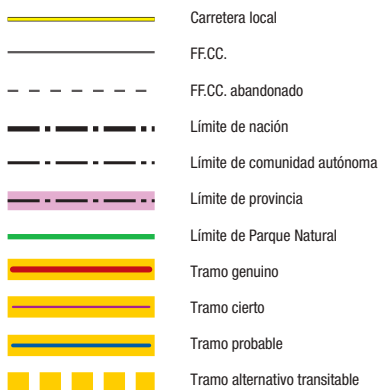 Carretera local
FF.CC.
FF.CC. abandonado
Límite de nación
Límite de comunidad autónoma
Límite de provincia
Límite de Parque Natural
Tramo genuino
Tramo cierto
Tramo probable
Tramo alternativo transitable